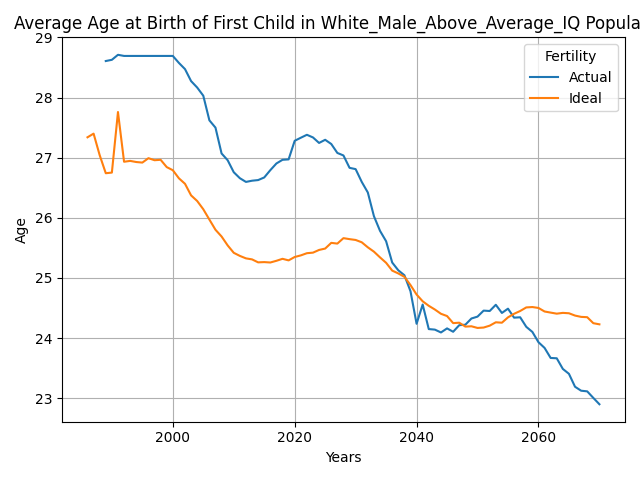 Average Age at Birth of First Child in White_Male_Above_Average_IQ Popula
29
28
27
26
25
24
23
Age
Fertility
Actual
Ideal
2000 2020 2040 2060
Years